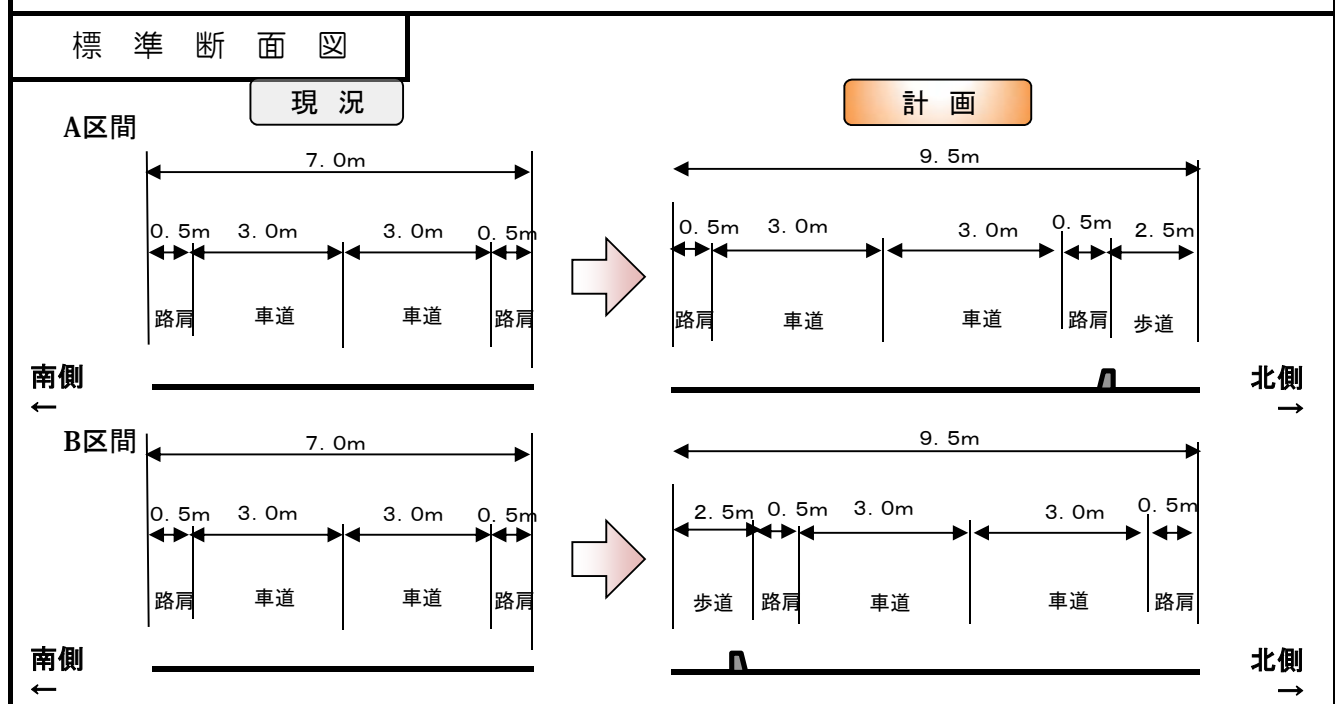 標 準 断 面 図
現 況
計 画
A区間
7. 0m
9. 5m
0. 5m 3. 0m 3. 0m 0. 5m
0. 5m 3. 0m 3. 0m 0. 5m 2. 5m
路肩 車道 車道 路肩
路肩 車道 車道 路肩 歩道
南側
←
北側
→
B区間
7. 0m
9. 5m
0. 5m 3. 0m 3. 0m 0. 5m
2. 5m 0. 5m 3. 0m 3. 0m 0. 5m
路肩 車道 車道 路肩
歩道 路肩 車道 車道 路肩
南側
←
北側
→